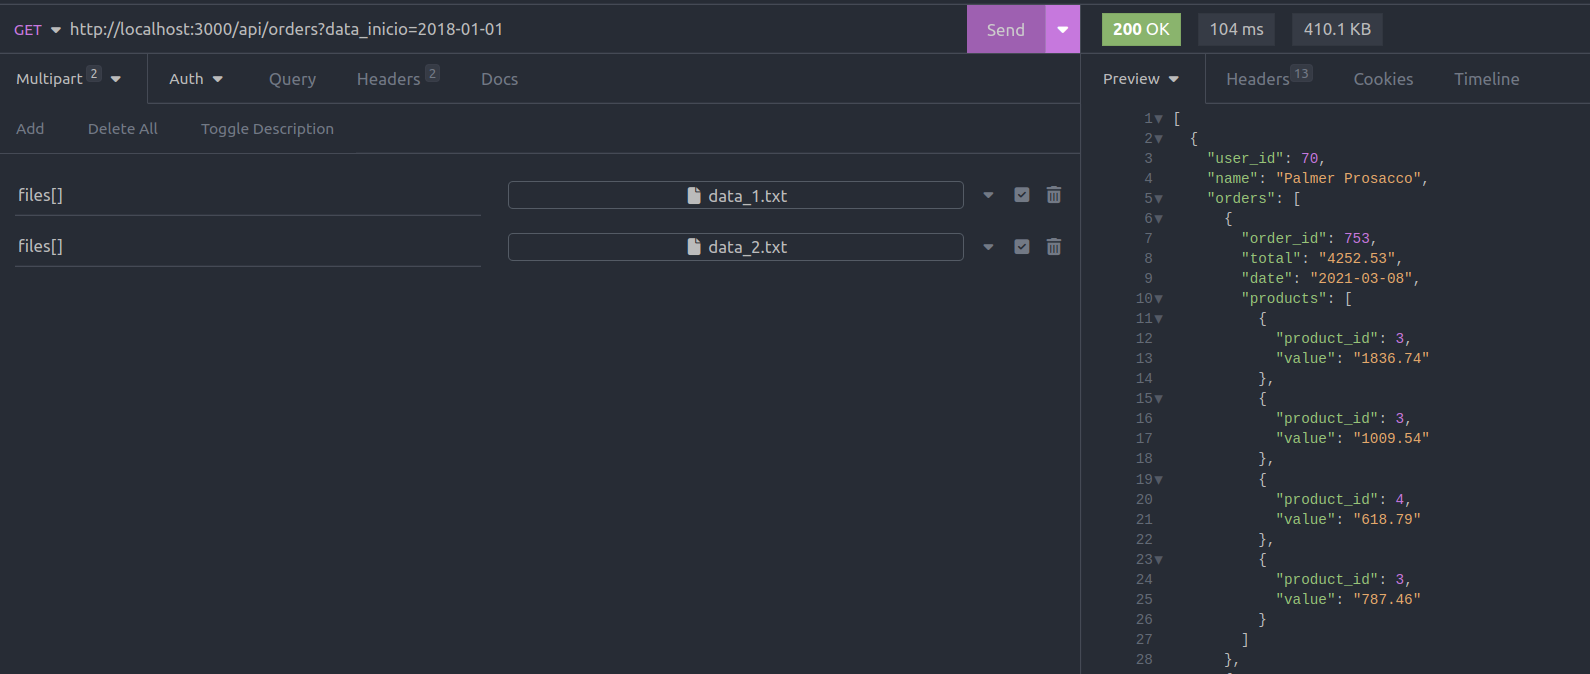 GET http://localhost:3000/api/orders?data_inicio=2018-01-01
Send
200 OK 104 ms 410.1 KB
Multipart 2 Auth Query Headers 2 Docs
Preview Headers 13 Cookies Timeline
Add Delete All Toggle Description
files[] data_1.txt
files[] data_2.txt
1 [
2 {
3 "user_id": 70,
4 "name": "Palmer Prosacco",
5 "orders": [
6 {
7 "order_id": 753,
8 "total": "4252.53",
9 "date": "2021-03-08",
10 "products": [
11 {
12 "product_id": 3,
13 "value": "1836.74"
14 },
15 {
16 "product_id": 3,
17 "value": "1009.54"
18 },
19 {
20 "product_id": 4,
21 "value": "618.79"
22 },
23 {
24 "product_id": 3,
25 "value": "787.46"
26 }
27 ]
28 },